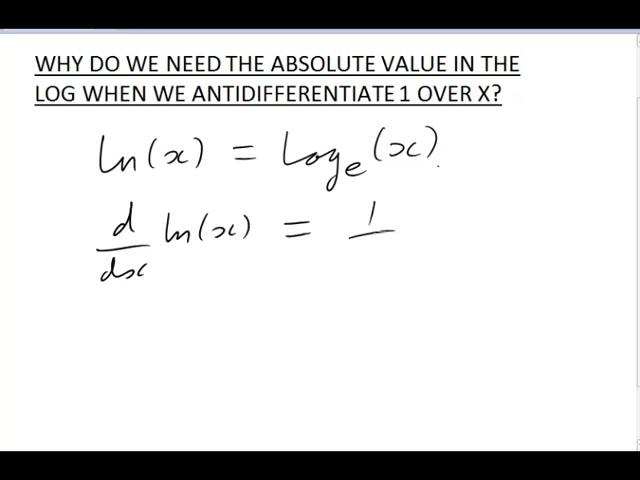 WHY DO WE NEED THE ABSOLUTE VALUE IN THE
LOG WHEN WE ANTIDIFFERENTIATE 1 OVER X?
ln(x) = Loge(x).
d/dx ln(x) = 1/